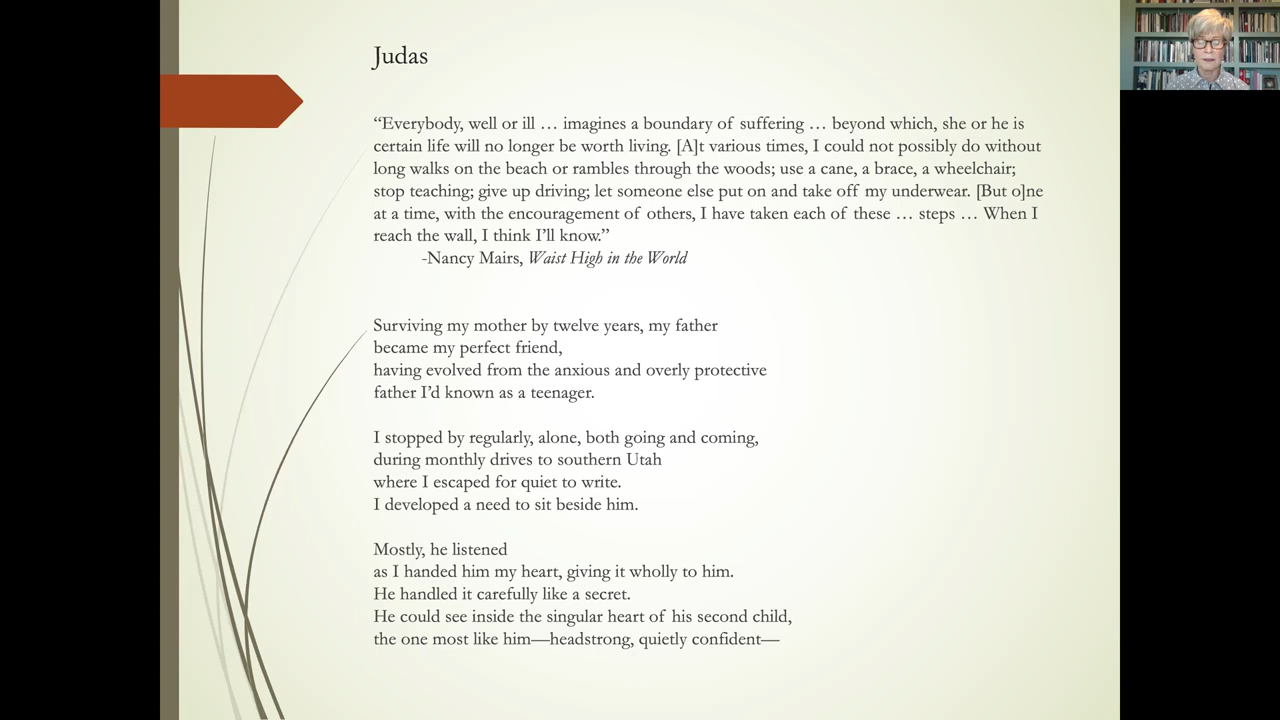 Judas
“Everybody, well or ill … imagines a boundary of suffering … beyond which, she or he is
certain life will no longer be worth living. [A]t various times, I could not possibly do without
long walks on the beach or rambles through the woods; use a cane, a brace, a wheelchair;
stop teaching; give up driving; let someone else put on and take off my underwear. [But o]ne
at a time, with the encouragement of others, I have taken each of these … steps … When I
reach the wall, I think I’ll know.”
-Nancy Mairs, Waist High in the World
Surviving my mother by twelve years, my father
became my perfect friend,
having evolved from the anxious and overly protective
father I’d known as a teenager.
I stopped by regularly, alone, both going and coming,
during monthly drives to southern Utah
where I escaped for quiet to write.
I developed a need to sit beside him.
Mostly, he listened
as I handed him my heart, giving it wholly to him.
He handled it carefully like a secret.
He could see inside the singular heart of his second child,
the one most like him—headstrong, quietly confident—